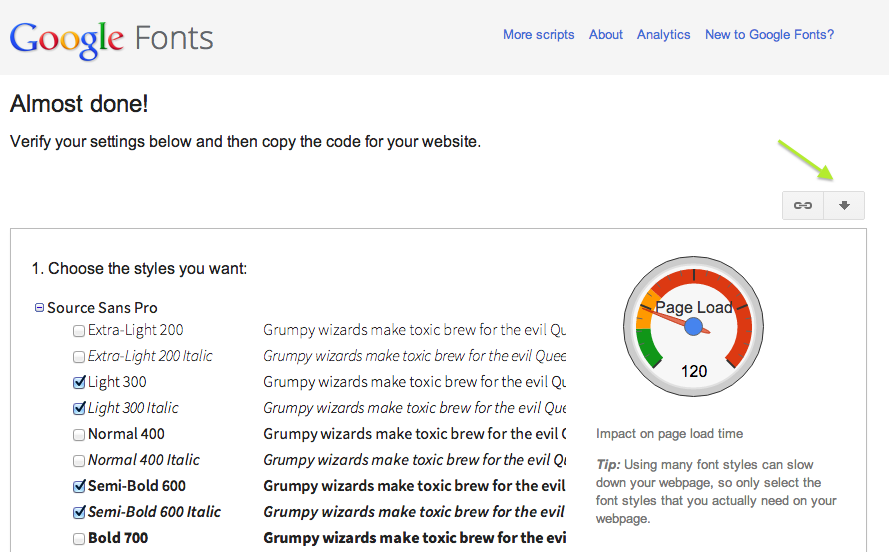 Google Fonts
More scripts About Analytics New to Google Fonts?
Almost done!
Verify your settings below and then copy the code for your website.
1. Choose the styles you want:
Source Sans Pro
Extra-Light 200 Grumpy wizards make toxic brew for the evil Qu
Extra-Light 200 Italic Grumpy wizards make toxic brew for the evil Quee
Light 300 Grumpy wizards make toxic brew for the evil Qu
Light 300 Italic Grumpy wizards make toxic brew for the evil Que
Normal 400 Grumpy wizards make toxic brew for the evil
Normal 400 Italic Grumpy wizards make toxic brew for the evil Qu
Semi-Bold 600 Grumpy wizards make toxic brew for the evil
Semi-Bold 600 Italic Grumpy wizards make toxic brew for the evil
Bold 700 Grumpy wizards make toxic brew for the evi
Page Load
120
Impact on page load time
Tip: Using many font styles can slow
down your webpage, so only select the
font styles that you actually need on your
webpage.